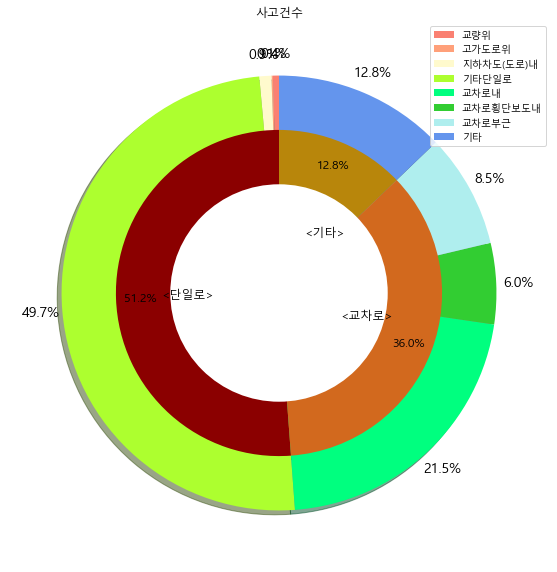 사고건수
교량위
고가도로위
지하차도(도로)내
기타단일로
교차로내
교차로횡단보도내
교차로부근
기타
12.8%
8.5%
6.0%
21.5%
49.7%
12.8%
<기타>
51.2%
<단일로>
<교차로>
36.0%